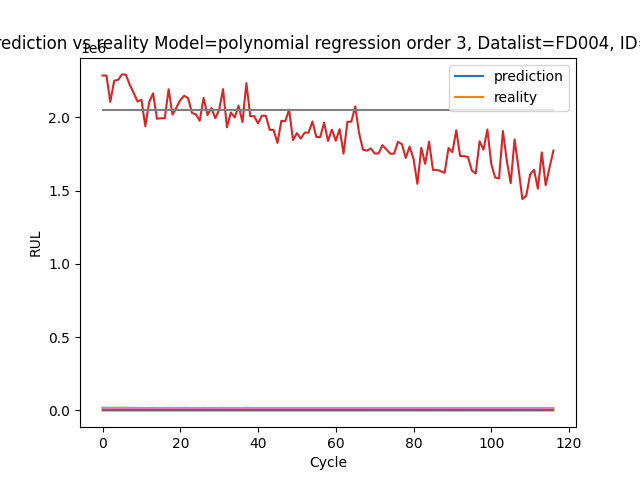 rediction vs reality Model=polynomial regression order 3, Datalist=FD004, ID=
1e6
prediction
reality
2.0
1.5
1.0
0.5
0.0
RUL
0 20 40 60 80 100 120
Cycle